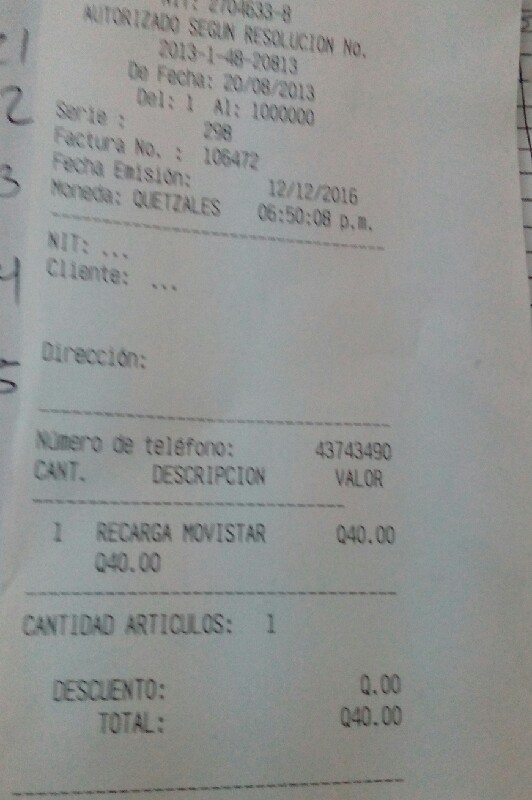 NIT: 2704633-8
AUTORIZADO SEGUN RESOLUCION No.
2013-1-48-20813
De Fecha: 20/08/2013
Del: 1 Al: 1000000
Serie : 29B
Factura No. : 106472
Fecha Emisión: 12/12/2016
Moneda: QUETZALES 06:50:08 p.m.
NIT: ...
Cliente: ...
Dirección:
Número de teléfono: 43743490
CANT. DESCRIPCION VALOR
1 RECARGA MOVISTAR Q40.00
Q40.00
CANTIDAD ARTICULOS: 1
DESCUENTO: Q.00
TOTAL: Q40.00
21
2
3
4
5